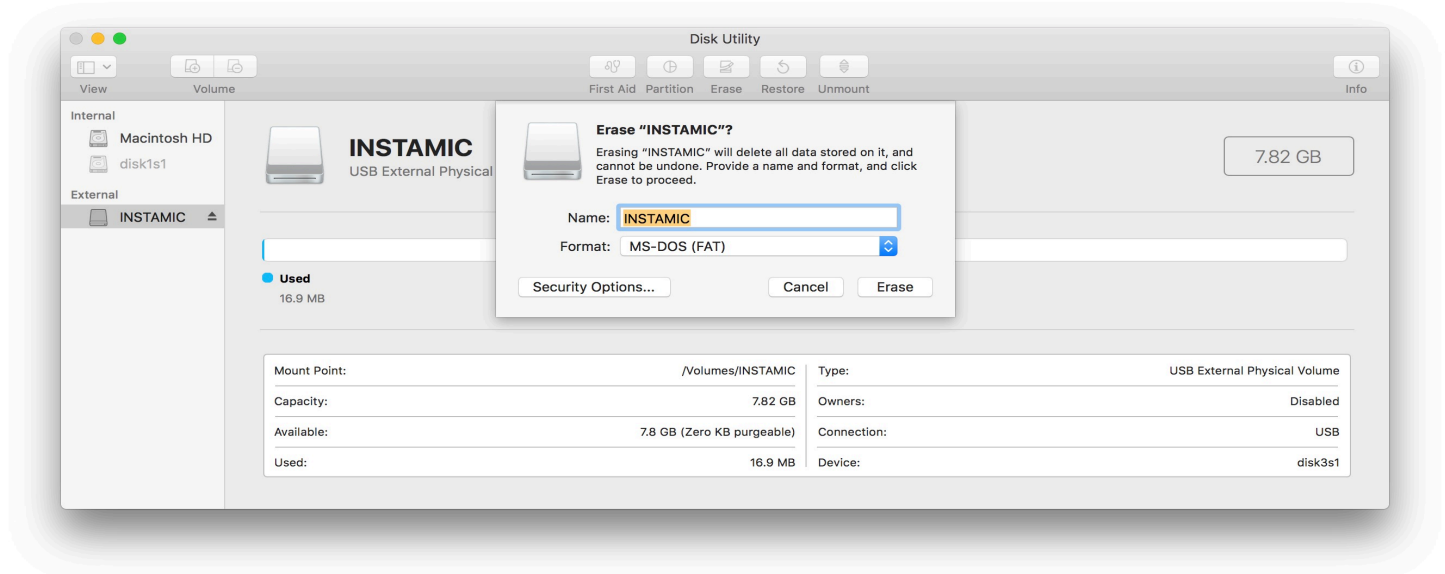 Disk Utility
View
Volume
First Aid Partition Erase Restore Unmount
Info
Internal
Macintosh HD
disk1s1
External
INSTAMIC
INSTAMIC
USB External Physical
7.82 GB
Erase “INSTAMIC”?
Erasing “INSTAMIC” will delete all data stored on it, and
cannot be undone. Provide a name and format, and click
Erase to proceed.
Name: INSTAMIC
Format: MS-DOS (FAT)
Security Options... Cancel Erase
Used
16.9 MB
Mount Point: /Volumes/INSTAMIC Type: USB External Physical Volume
Capacity: 7.82 GB Owners: Disabled
Available: 7.8 GB (Zero KB purgeable) Connection: USB
Used: 16.9 MB Device: disk3s1